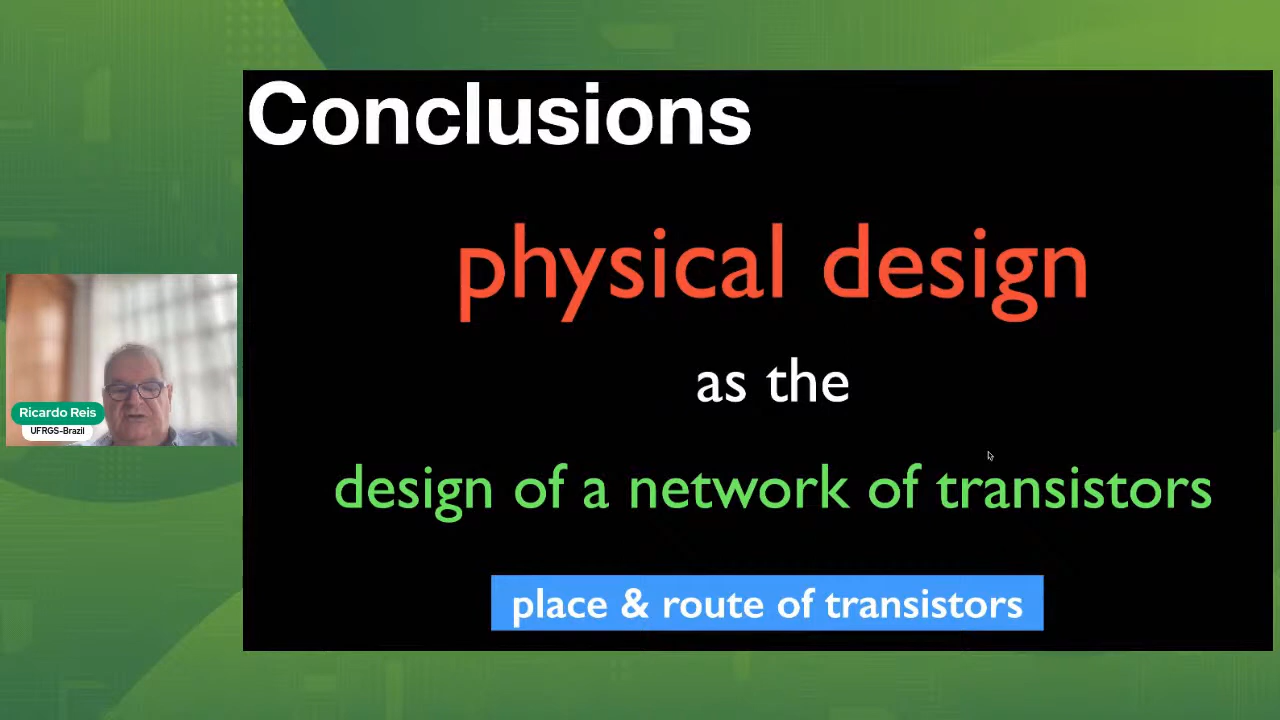 Conclusions
physical design
as the
design of a network of transistors
place & route of transistors
Ricardo Reis
UFRGS-Brazil